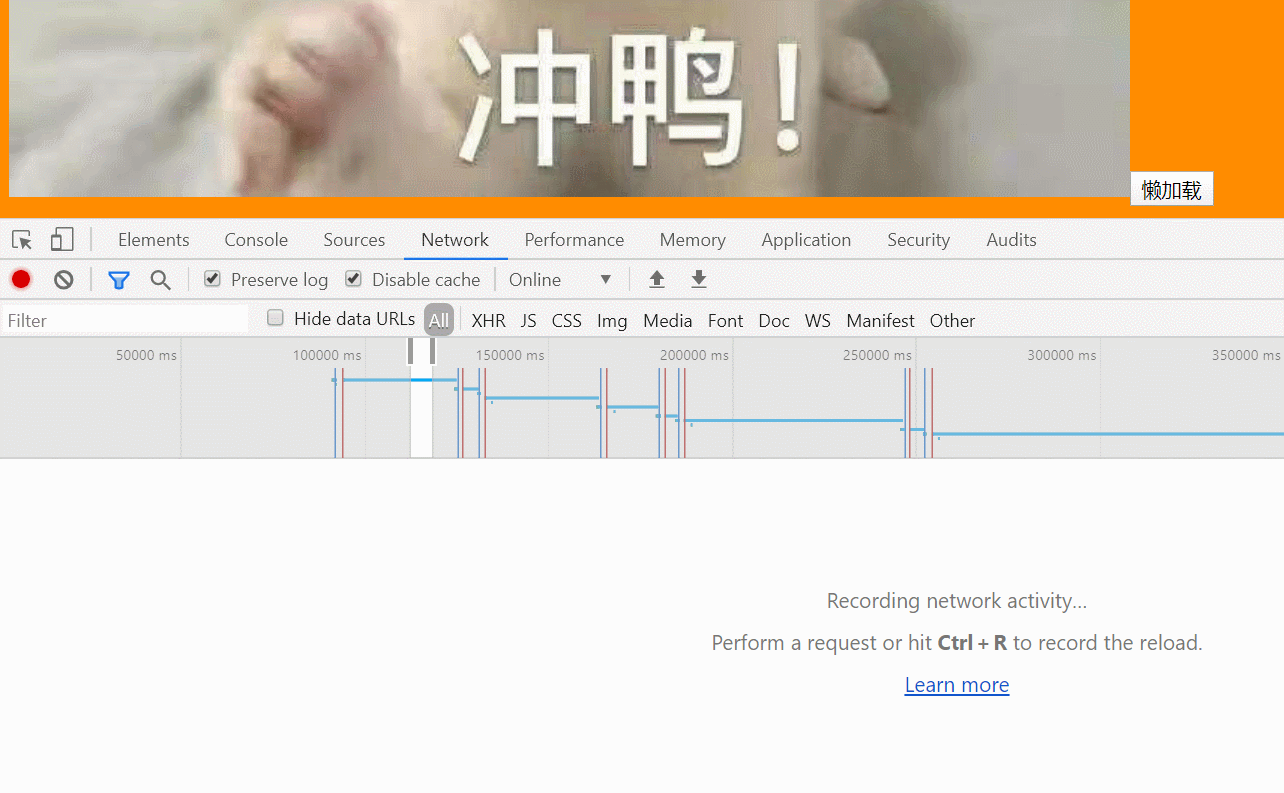 冲鸭！
懒加载
Elements Console Sources Network Performance Memory Application Security Audits
Preserve log Disable cache Online
Filter Hide data URLs All XHR JS CSS Img Media Font Doc WS Manifest Other
50000 ms 100000 ms 150000 ms 200000 ms 250000 ms 300000 ms 350000 ms
Recording network activity...
Perform a request or hit Ctrl + R to record the reload.
Learn more